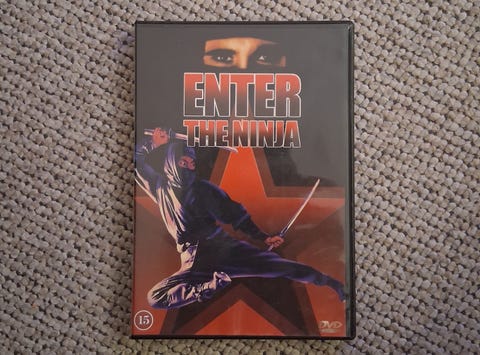 ENTER
THE NINJA
15
DVD